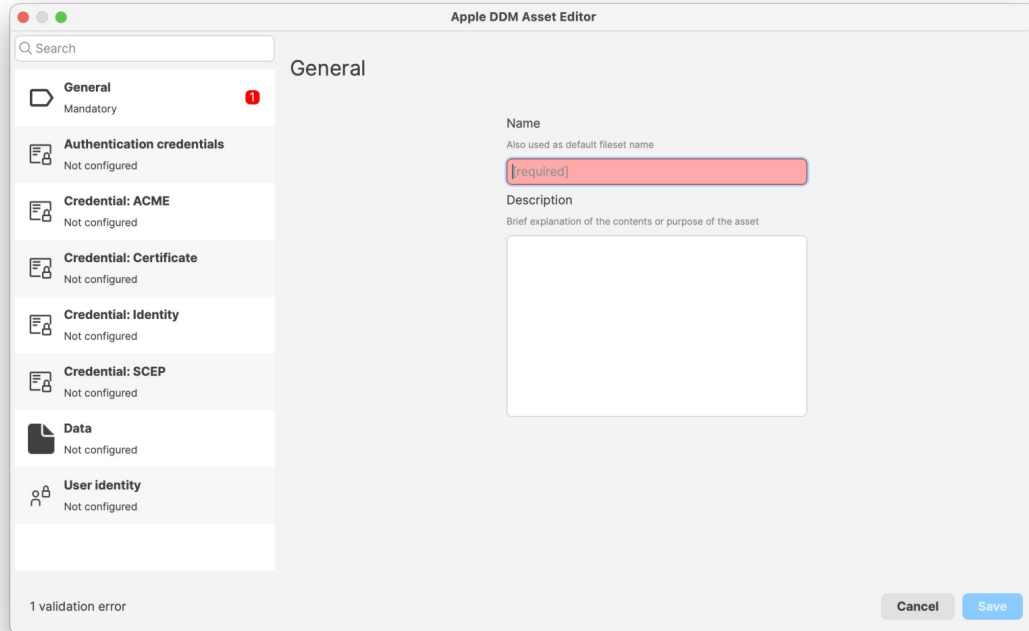 Apple DDM Asset Editor
Search
General
Mandatory
1
Authentication credentials
Not configured
Credential: ACME
Not configured
Credential: Certificate
Not configured
Credential: Identity
Not configured
Credential: SCEP
Not configured
Data
Not configured
User identity
Not configured
General
Name
Also used as default fileset name
[required]
Description
Brief explanation of the contents or purpose of the asset
1 validation error
Cancel
Save